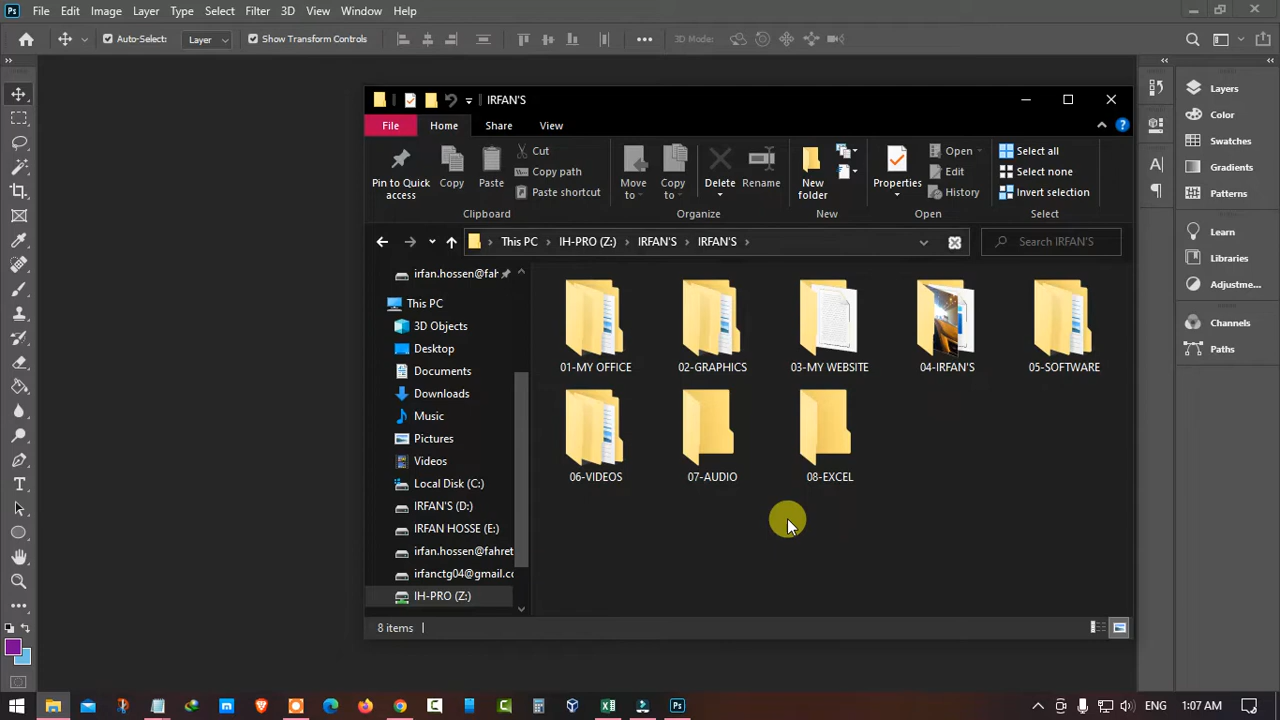 Ps File Edit Image Layer Type Select Filter 3D View Window Help
Auto-Select: Layer Show Transform Controls 3D Mode:
IRFAN'S
File Home Share View
Pin to Quick access
Copy
Paste
Cut
Copy path
Paste shortcut
Clipboard
Move to
Copy to
Delete
Rename
Organize
New folder
New
Properties
Open
Edit
History
Open
Select all
Select none
Invert selection
Select
This PC > IH-PRO (Z:) > IRFAN'S > IRFAN'S >
Search IRFAN'S
irfan.hossen@fah
This PC
3D Objects
Desktop
Documents
Downloads
Music
Pictures
Videos
Local Disk (C:)
IRFAN'S (D:)
IRFAN HOSSE (E:)
irfan.hossen@fahret
irfanctg04@gmail.cc
IH-PRO (Z:)
01-MY OFFICE
02-GRAPHICS
03-MY WEBSITE
04-IRFAN'S
05-SOFTWARE
06-VIDEOS
07-AUDIO
08-EXCEL
8 items
Layers
Color
Swatches
Gradients
Patterns
Learn
Libraries
Adjustme...
Channels
Paths
ENG 1:07 AM